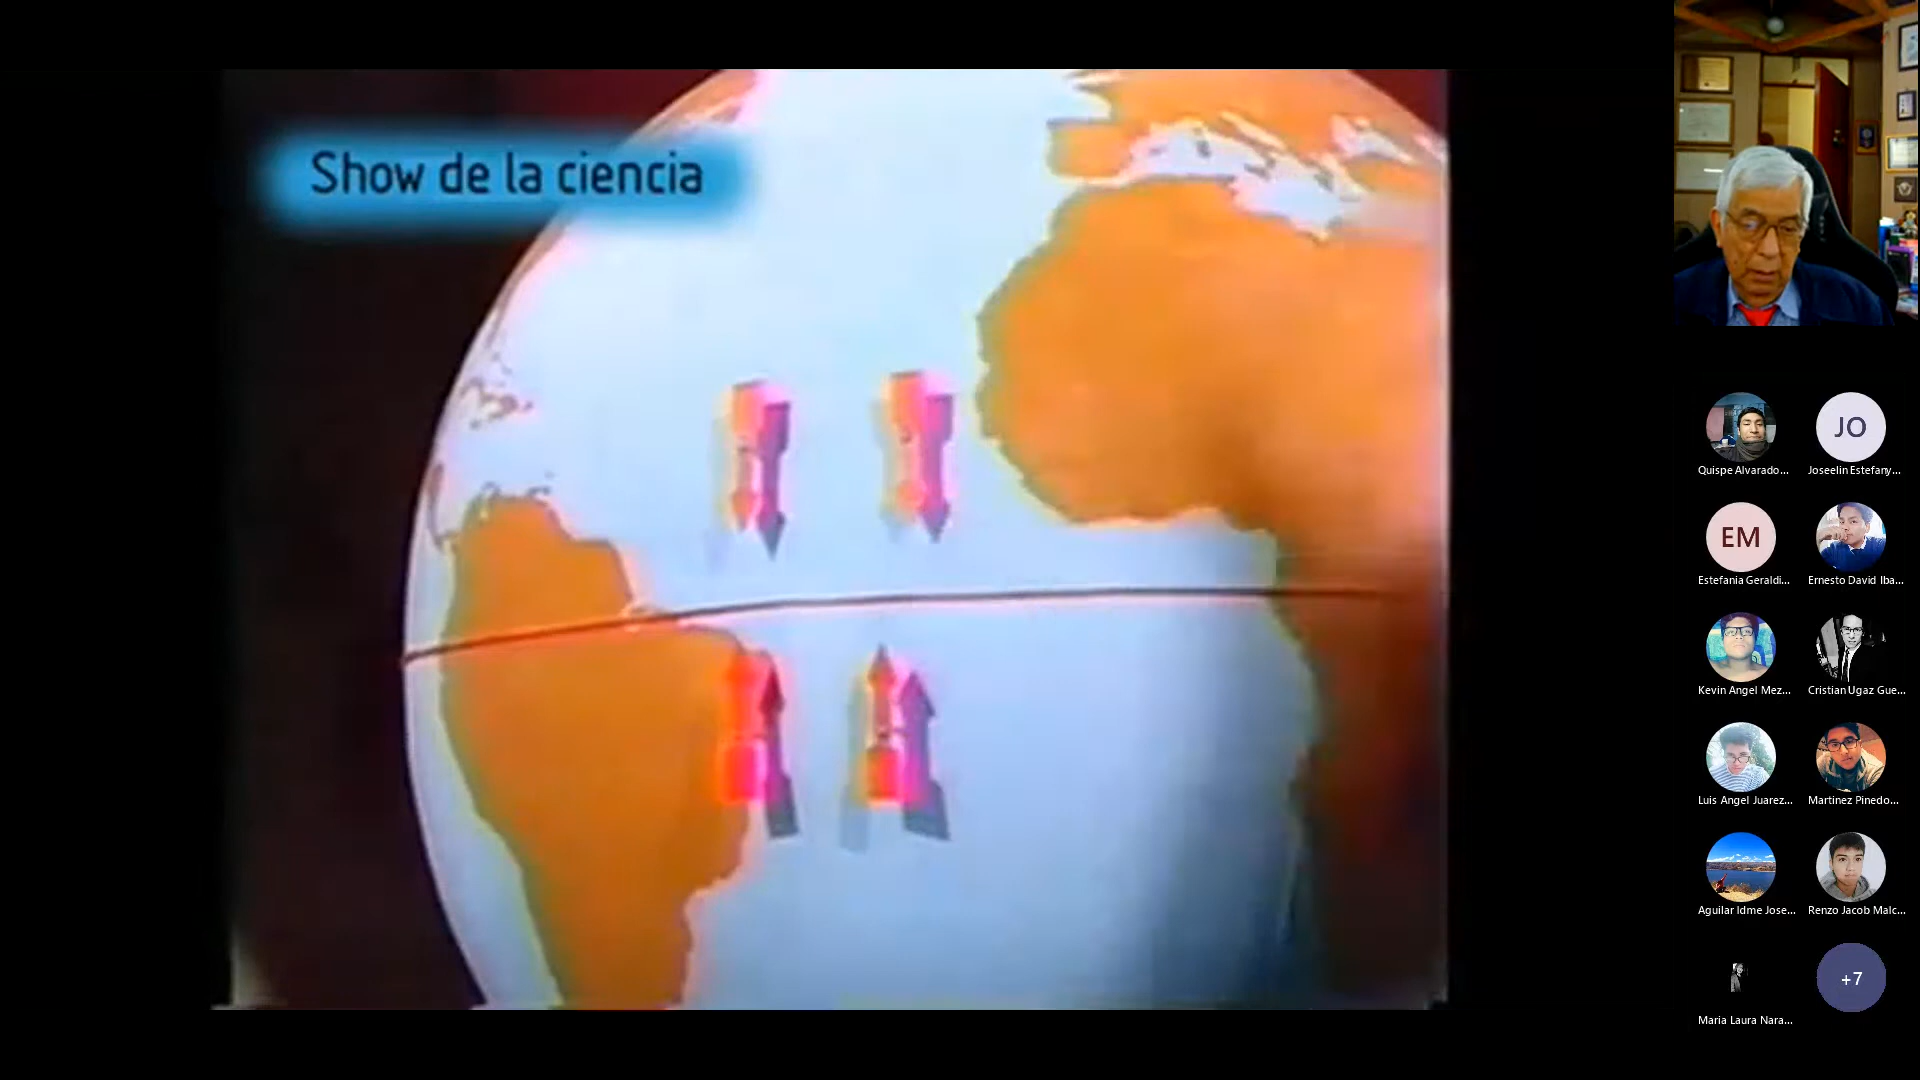 Show de la ciencia
Quispe Alvarado...
JO
Joseelin Estefany...
EM
Estefania Geraldi...
Ernesto David Iba...
Kevin Angel Mez...
Cristian Ugaz Gue...
Luis Angel Juarez...
Martinez Pinedo...
Aguilar Idme Jose...
Renzo Jacob Malc...
Maria Laura Nara...
+7